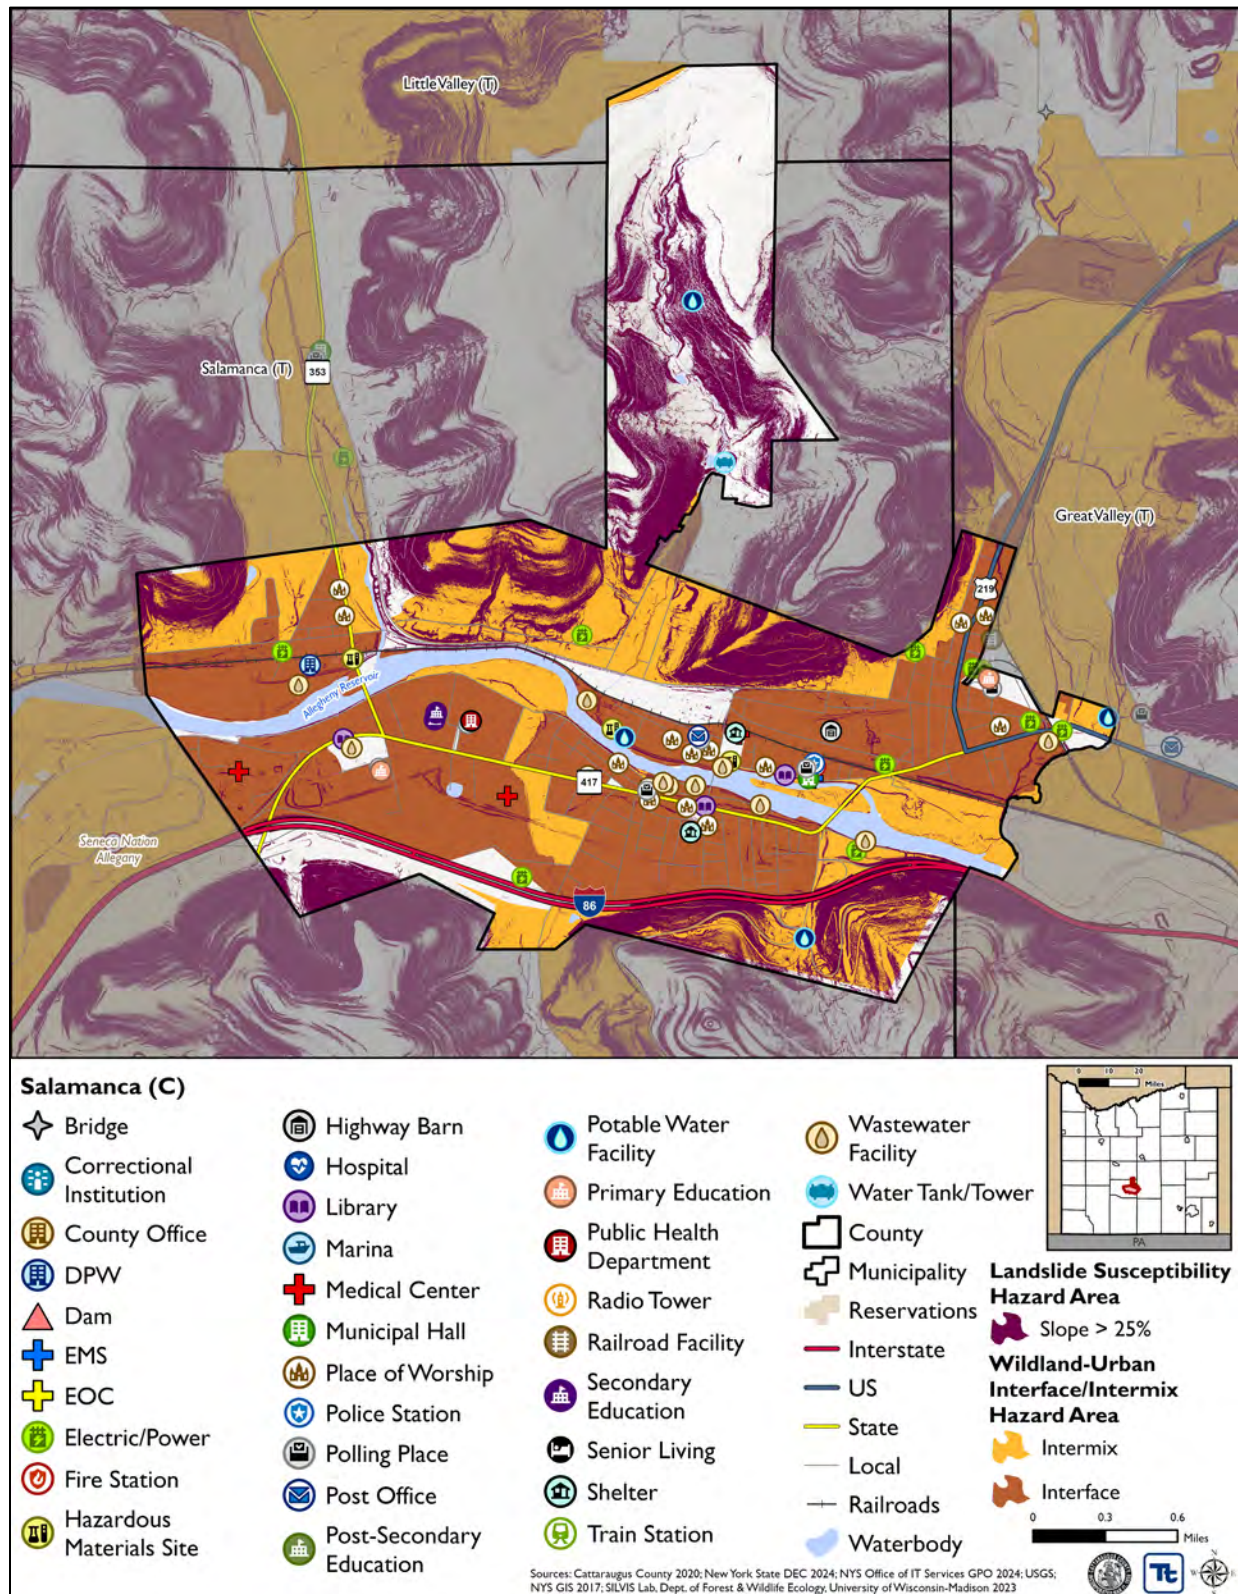 Little Valley (T)
Salamanca (T)
353
Great Valley (T)
219
Allegheny Reservoir
417
Seneca Nation
Allegany
86
Salamanca (C)
Bridge
Correctional
Institution
County Office
DPW
Dam
EMS
EOC
Electric/Power
Fire Station
Hazardous
Materials Site
Highway Barn
Hospital
Library
Marina
Medical Center
Municipal Hall
Place of Worship
Police Station
Polling Place
Post Office
Post-Secondary
Education
Potable Water
Facility
Primary Education
Public Health
Department
Radio Tower
Railroad Facility
Secondary
Education
Senior Living
Shelter
Train Station
Wastewater
Facility
Water Tank/Tower
County
Municipality
Reservations
Interstate
US
State
Local
Railroads
Waterbody
0 10 20
Miles
PA
Landslide Susceptibility
Hazard Area
Slope > 25%
Wildland-Urban
Interface/Intermix
Hazard Area
Intermix
Interface
0 0.3 0.6
Miles
Tt
N
W E
S
Sources: Cattaraugus County 2020; New York State DEC 2024; NYS Office of IT Services GPO 2024; USGS;
NYS GIS 2017; SILVIS Lab, Dept. of Forest & Wildlife Ecology, University of Wisconsin-Madison 2023